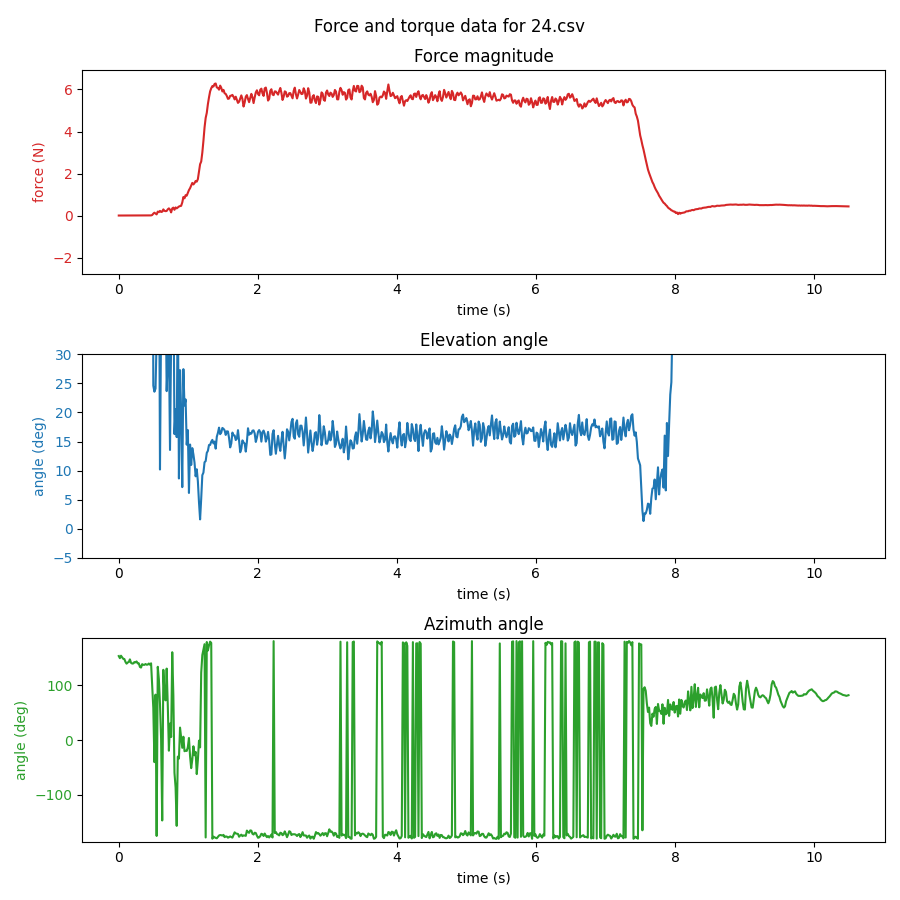 Force and torque data for 24.csv
Force magnitude
6
4
2
0
−2
force (N)
0 2 4 6 8 10
time (s)
Elevation angle
30
25
20
15
10
5
0
−5
angle (deg)
0 2 4 6 8 10
time (s)
Azimuth angle
100
0
−100
angle (deg)
0 2 4 6 8 10
time (s)